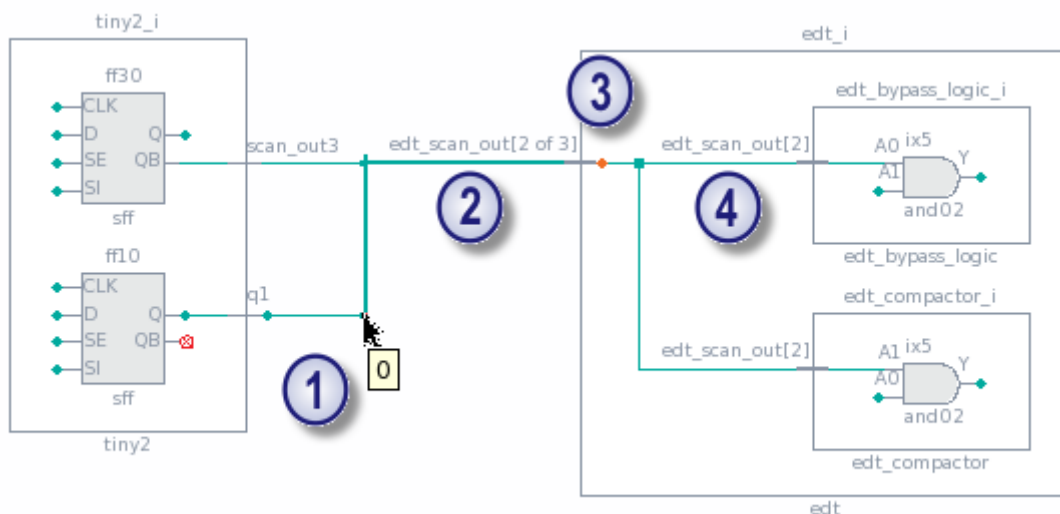 tiny2_i
ff30
CLK
D
Q
SE
QB
SI
sff
ff10
CLK
D
Q
SE
QB
SI
sff
tiny2
scan_out3
q1
1
0
edt_scan_out[2 of 3]
2
3
edt_i
edt_scan_out[2]
4
edt_bypass_logic_i
A0
ix5
A1
Y
and02
edt_bypass_logic
edt_compactor_i
edt_scan_out[2]
A1
ix5
A0
Y
and02
edt_compactor
edt